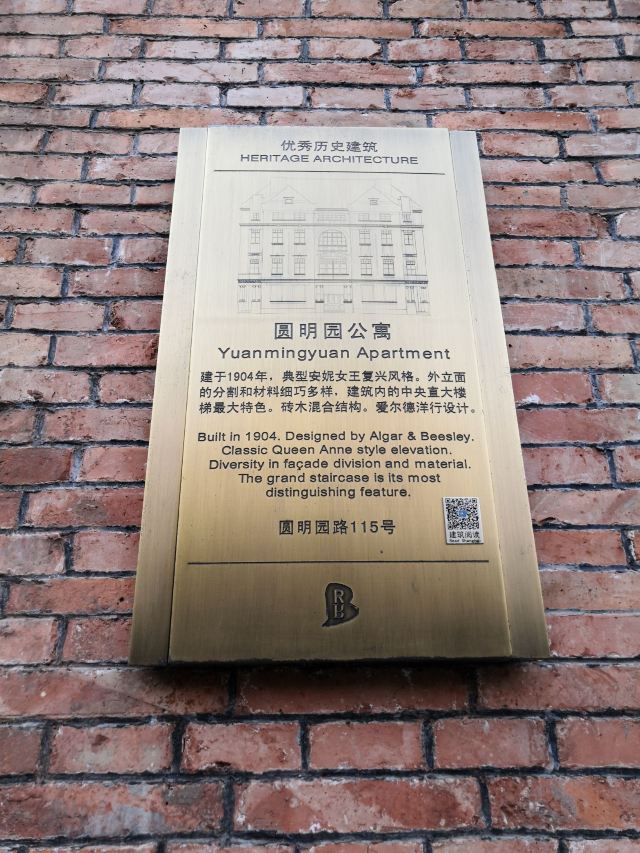 优秀历史建筑
HERITAGE ARCHITECTURE
圆明园公寓
Yuanmingyuan Apartment
建于1904年，典型安妮女王复兴风格。外立面
的分割和材料细巧多样，建筑内的中央直大楼
梯最大特色。砖木混合结构。爱尔德洋行设计。
Built in 1904. Designed by Algar & Beesley.
Classic Queen Anne style elevation.
Diversity in façade division and material.
The grand staircase is its most
distinguishing feature.
圆明园路115号
建筑阅读
Read Shanghai